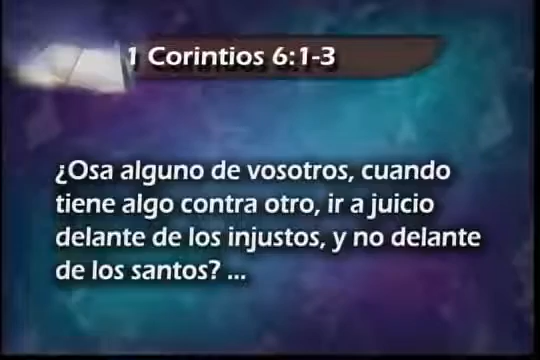 1 Corintios 6:1-3
¿Osa alguno de vosotros, cuando
tiene algo contra otro, ir a juicio
delante de los injustos, y no delante
de los santos? ...